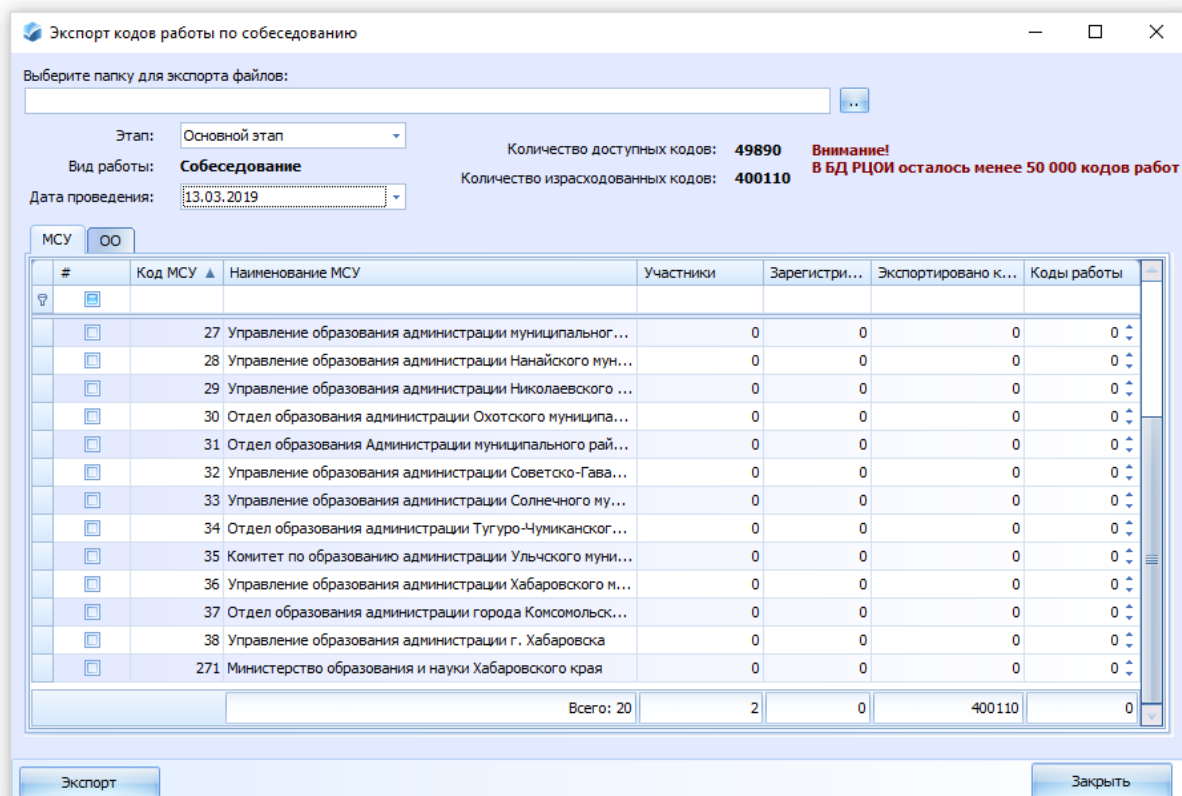 Экспорт кодов работы по собеседованию
Выберите папку для экспорта файлов:
..
Этап: Основной этап
Вид работы: Собеседование
Дата проведения: 13.03.2019
Количество доступных кодов: 49890
Количество израсходованных кодов: 400110
Внимание!
В БД РЦОИ осталось менее 50 000 кодов работ
МСУ ОО
# Код МСУ Наименование МСУ Участники Зарегистри... Экспортировано к... Коды работы
27 Управление образования администрации муниципальног... 0 0 0 0
28 Управление образования администрации Нанайского мун... 0 0 0 0
29 Управление образования администрации Николаевского ... 0 0 0 0
30 Отдел образования администрации Охотского муниципа... 0 0 0 0
31 Отдел образования Администрации муниципального рай... 0 0 0 0
32 Управление образования администрации Советско-Гава... 0 0 0 0
33 Управление образования администрации Солнечного му... 0 0 0 0
34 Отдел образования администрации Тугуро-Чумиканског... 0 0 0 0
35 Комитет по образованию администрации Ульчского муни... 0 0 0 0
36 Управление образования администрации Хабаровского м... 0 0 0 0
37 Отдел образования администрации города Комсомольск... 0 0 0 0
38 Управление образования администрации г. Хабаровска 0 0 0 0
271 Министерство образования и науки Хабаровского края 0 0 0 0
Всего: 20 2 0 400110 0
Экспорт Закрыть